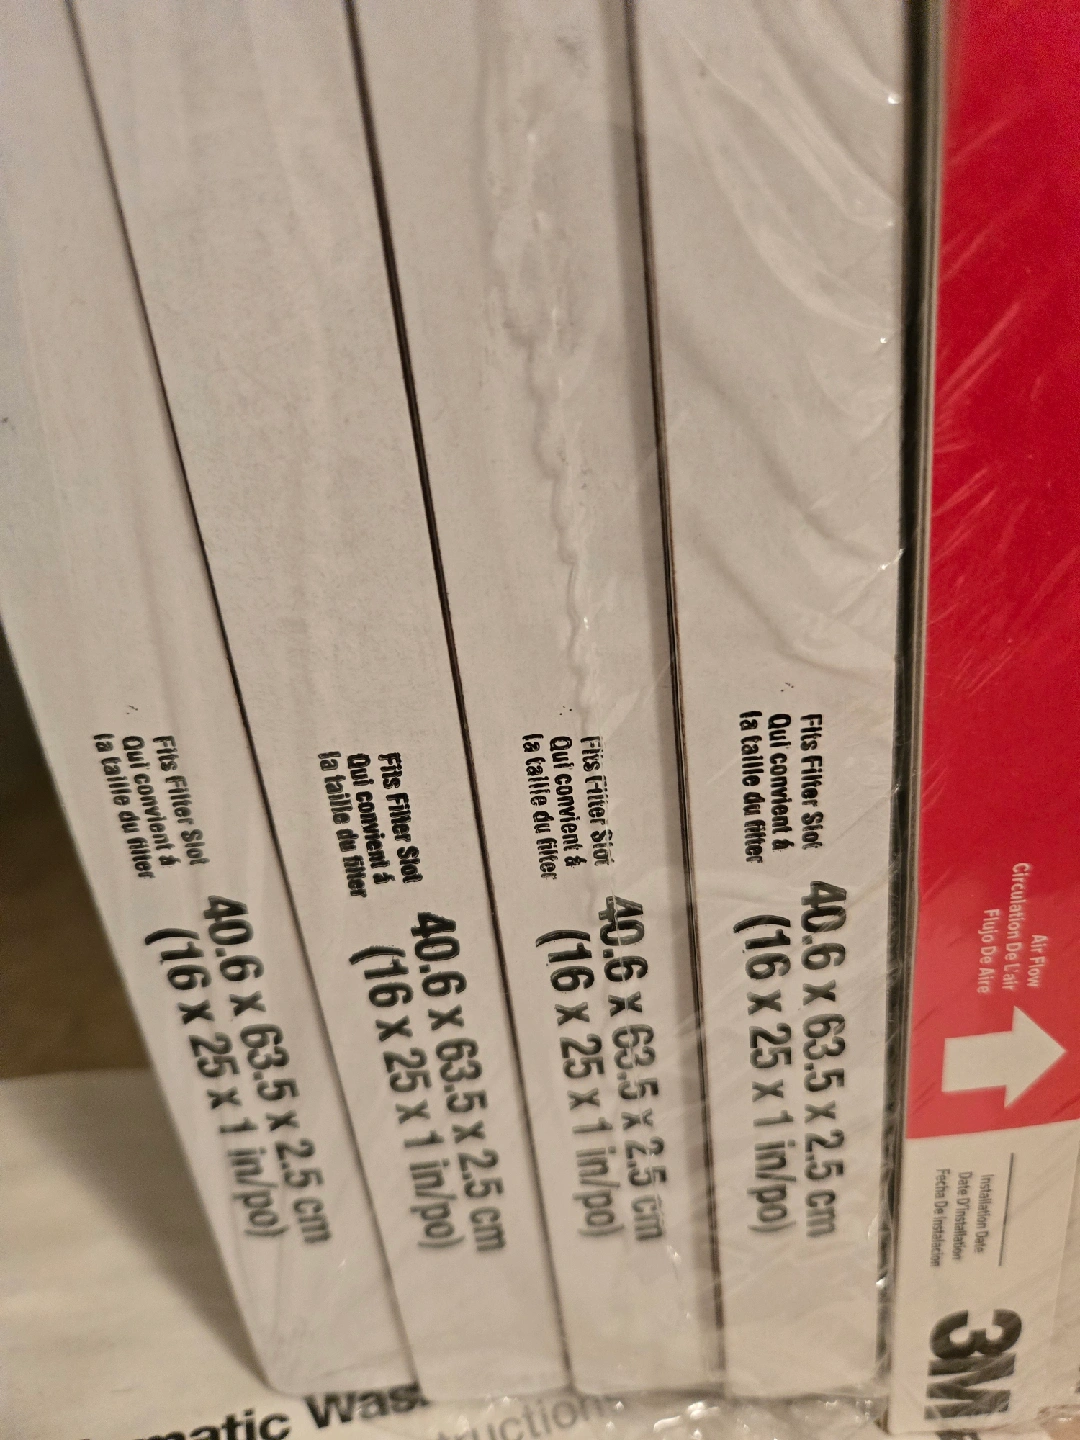 Fits Filter Slot
Qui convient à
la taille du filter
40.6 x 63.5 x 2.5 cm
(16 x 25 x 1 in/po)
Fits Filter Slot
Qui convient à
la taille du filter
40.6 x 63.5 x 2.5 cm
(16 x 25 x 1 in/po)
Fits Filter Slot
Qui convient à
la taille du filter
40.6 x 63.5 x 2.5 cm
(16 x 25 x 1 in/po)
Fits Filter Slot
Qui convient à
la taille du filter
40.6 x 63.5 x 2.5 cm
(16 x 25 x 1 in/po)
Air Flow
Circulation De L'air
Flujo De Aire
Installation Date
Date D'Installation
Fecha De Instalacion
3M